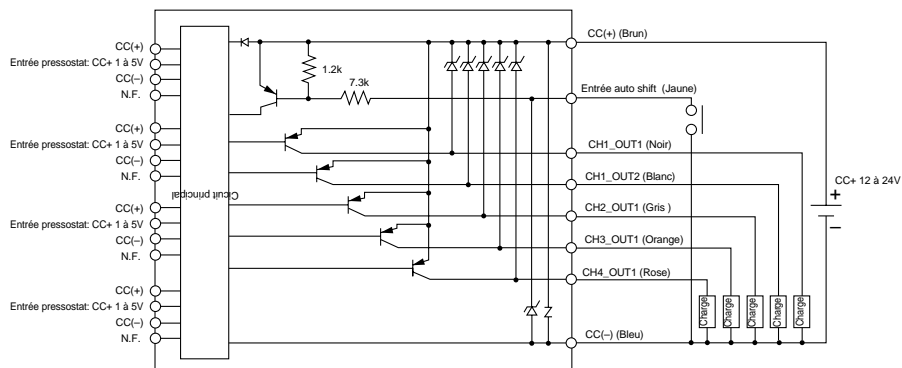 CC(+)
Entrée pressostat: CC+ 1 à 5V
CC(–)
N.F.
CC(+)
Entrée pressostat: CC+ 1 à 5V
CC(–)
N.F.
CC(+)
Entrée pressostat: CC+ 1 à 5V
CC(–)
N.F.
CC(+)
Entrée pressostat: CC+ 1 à 5V
CC(–)
N.F.
Cicuit principal
1.2k
7.3k
CC(+) (Brun)
Entrée auto shift (Jaune)
CH1_OUT1 (Noir)
CH1_OUT2 (Blanc)
CH2_OUT1 (Gris )
CH3_OUT1 (Orange)
CH4_OUT1 (Rose)
CC(–) (Bleu)
Charge
Charge
Charge
Charge
Charge
CC+ 12 à 24V
+
–